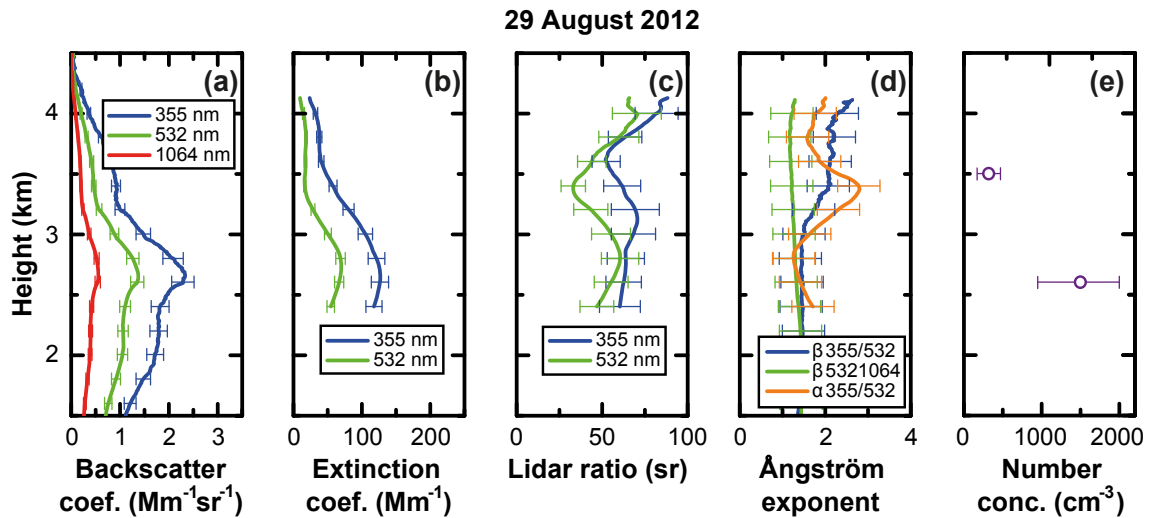 29 August 2012
(a)
(b)
(c)
(d)
(e)
355 nm
532 nm
1064 nm
355 nm
532 nm
355 nm
532 nm
β 355/532
β 5321064
α 355/532
Height (km)
4
3
2
0 1 2 3
0 100 200
0 50 100
0 2 4
0 1000 2000
Backscatter
coef. (Mm⁻¹sr⁻¹)
Extinction
coef. (Mm⁻¹)
Lidar ratio (sr)
Ångström
exponent
Number
conc. (cm⁻³)